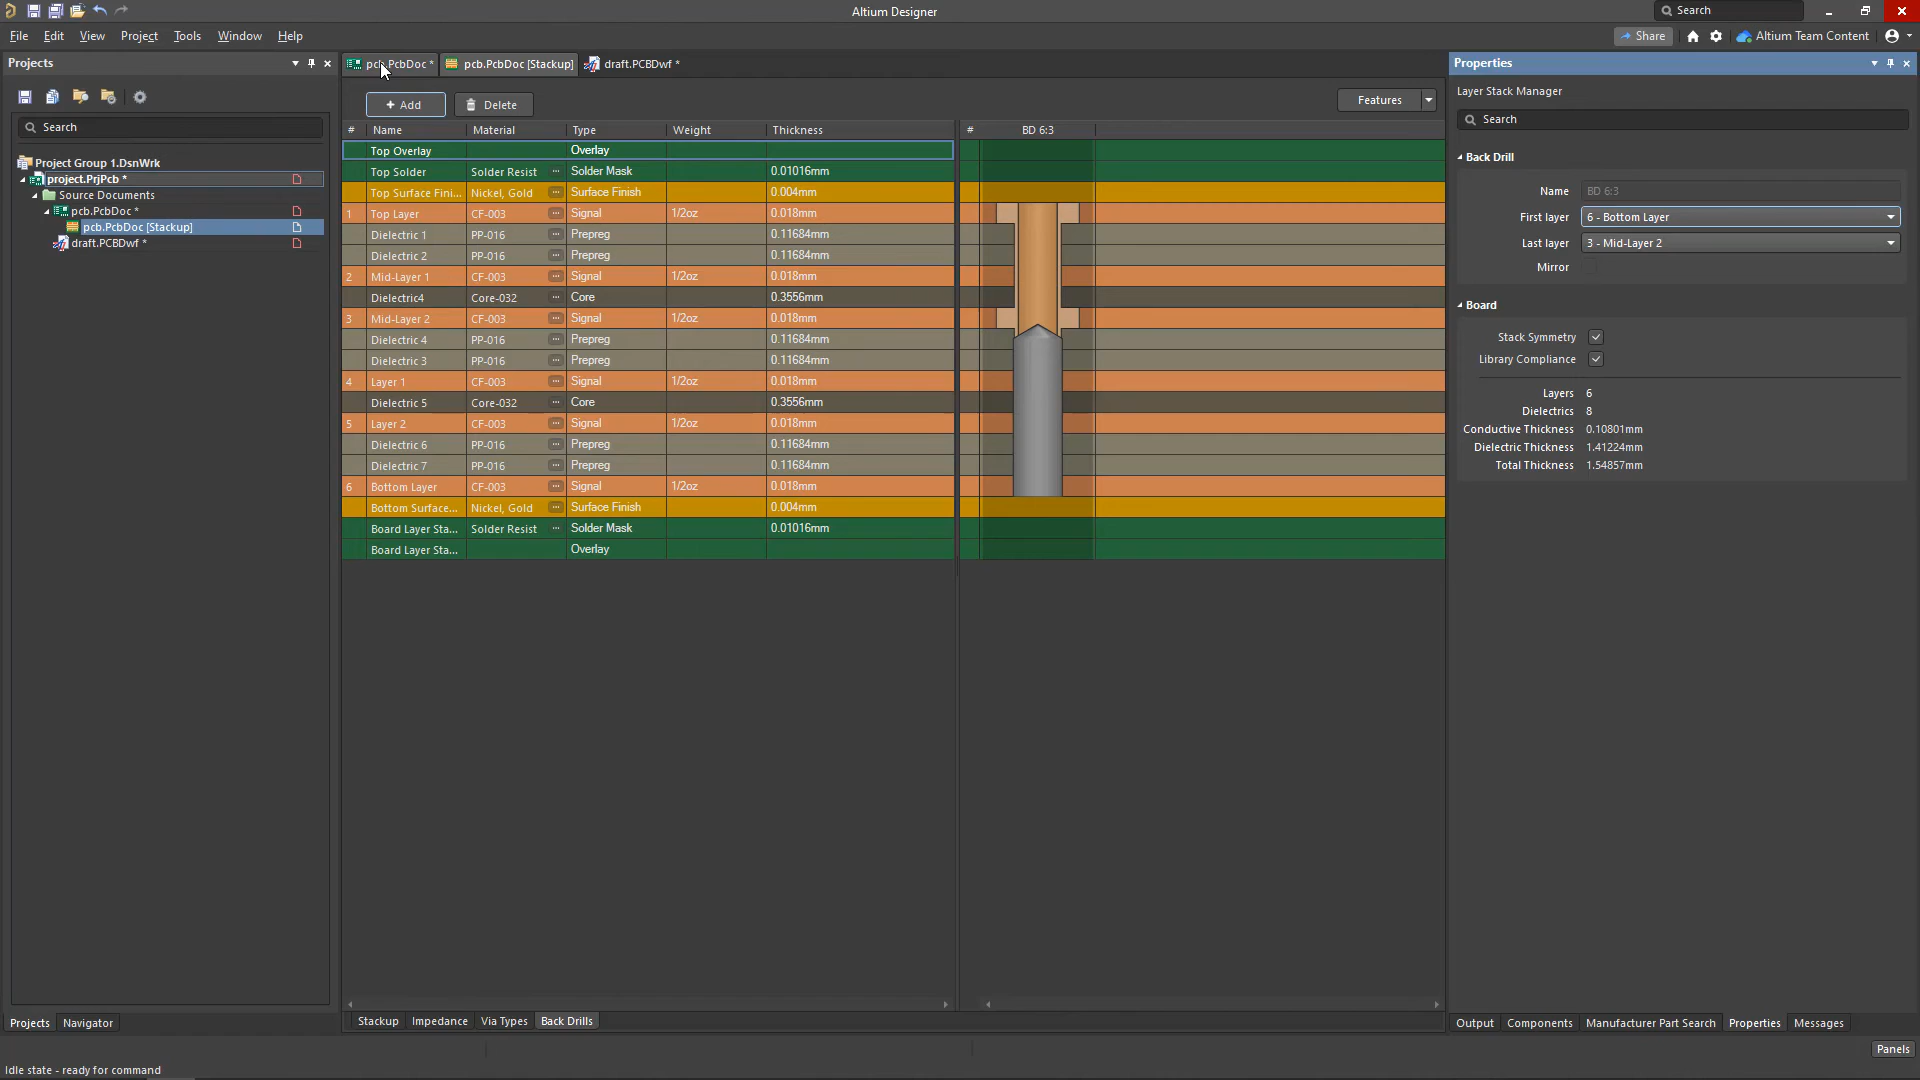 Altium Designer
Search
File Edit View Project Tools Window Help
Share Altium Team Content
Projects
Search
Project Group 1.DsnWrk
project.PrjPcb *
Source Documents
pcb.PcbDoc *
pcb.PcbDoc [Stackup]
draft.PCBDwf *
Projects Navigator
pcb.PcbDoc * pcb.PcbDoc [Stackup] draft.PCBDwf *
+ Add Delete Features
# Name Material Type Weight Thickness # BD 6:3
Top Overlay Overlay
Top Solder Solder Resist ... Solder Mask 0.01016mm
Top Surface Fini... Nickel, Gold ... Surface Finish 0.004mm
1 Top Layer CF-003 ... Signal 1/2oz 0.018mm
Dielectric 1 PP-016 ... Prepreg 0.11684mm
Dielectric 2 PP-016 ... Prepreg 0.11684mm
2 Mid-Layer 1 CF-003 ... Signal 1/2oz 0.018mm
Dielectric4 Core-032 ... Core 0.3556mm
3 Mid-Layer 2 CF-003 ... Signal 1/2oz 0.018mm
Dielectric 4 PP-016 ... Prepreg 0.11684mm
Dielectric 3 PP-016 ... Prepreg 0.11684mm
4 Layer 1 CF-003 ... Signal 1/2oz 0.018mm
Dielectric 5 Core-032 ... Core 0.3556mm
5 Layer 2 CF-003 ... Signal 1/2oz 0.018mm
Dielectric 6 PP-016 ... Prepreg 0.11684mm
Dielectric 7 PP-016 ... Prepreg 0.11684mm
6 Bottom Layer CF-003 ... Signal 1/2oz 0.018mm
Bottom Surface... Nickel, Gold ... Surface Finish 0.004mm
Board Layer Sta... Solder Resist ... Solder Mask 0.01016mm
Board Layer Sta... Overlay
Stackup Impedance Via Types Back Drills
Properties
Layer Stack Manager
Search
Back Drill
Name BD 6:3
First layer 6 - Bottom Layer
Last layer 3 - Mid-Layer 2
Mirror
Board
Stack Symmetry
Library Compliance
Layers 6
Dielectrics 8
Conductive Thickness 0.10801mm
Dielectric Thickness 1.41224mm
Total Thickness 1.54857mm
Output Components Manufacturer Part Search Properties Messages
Panels
Idle state - ready for command